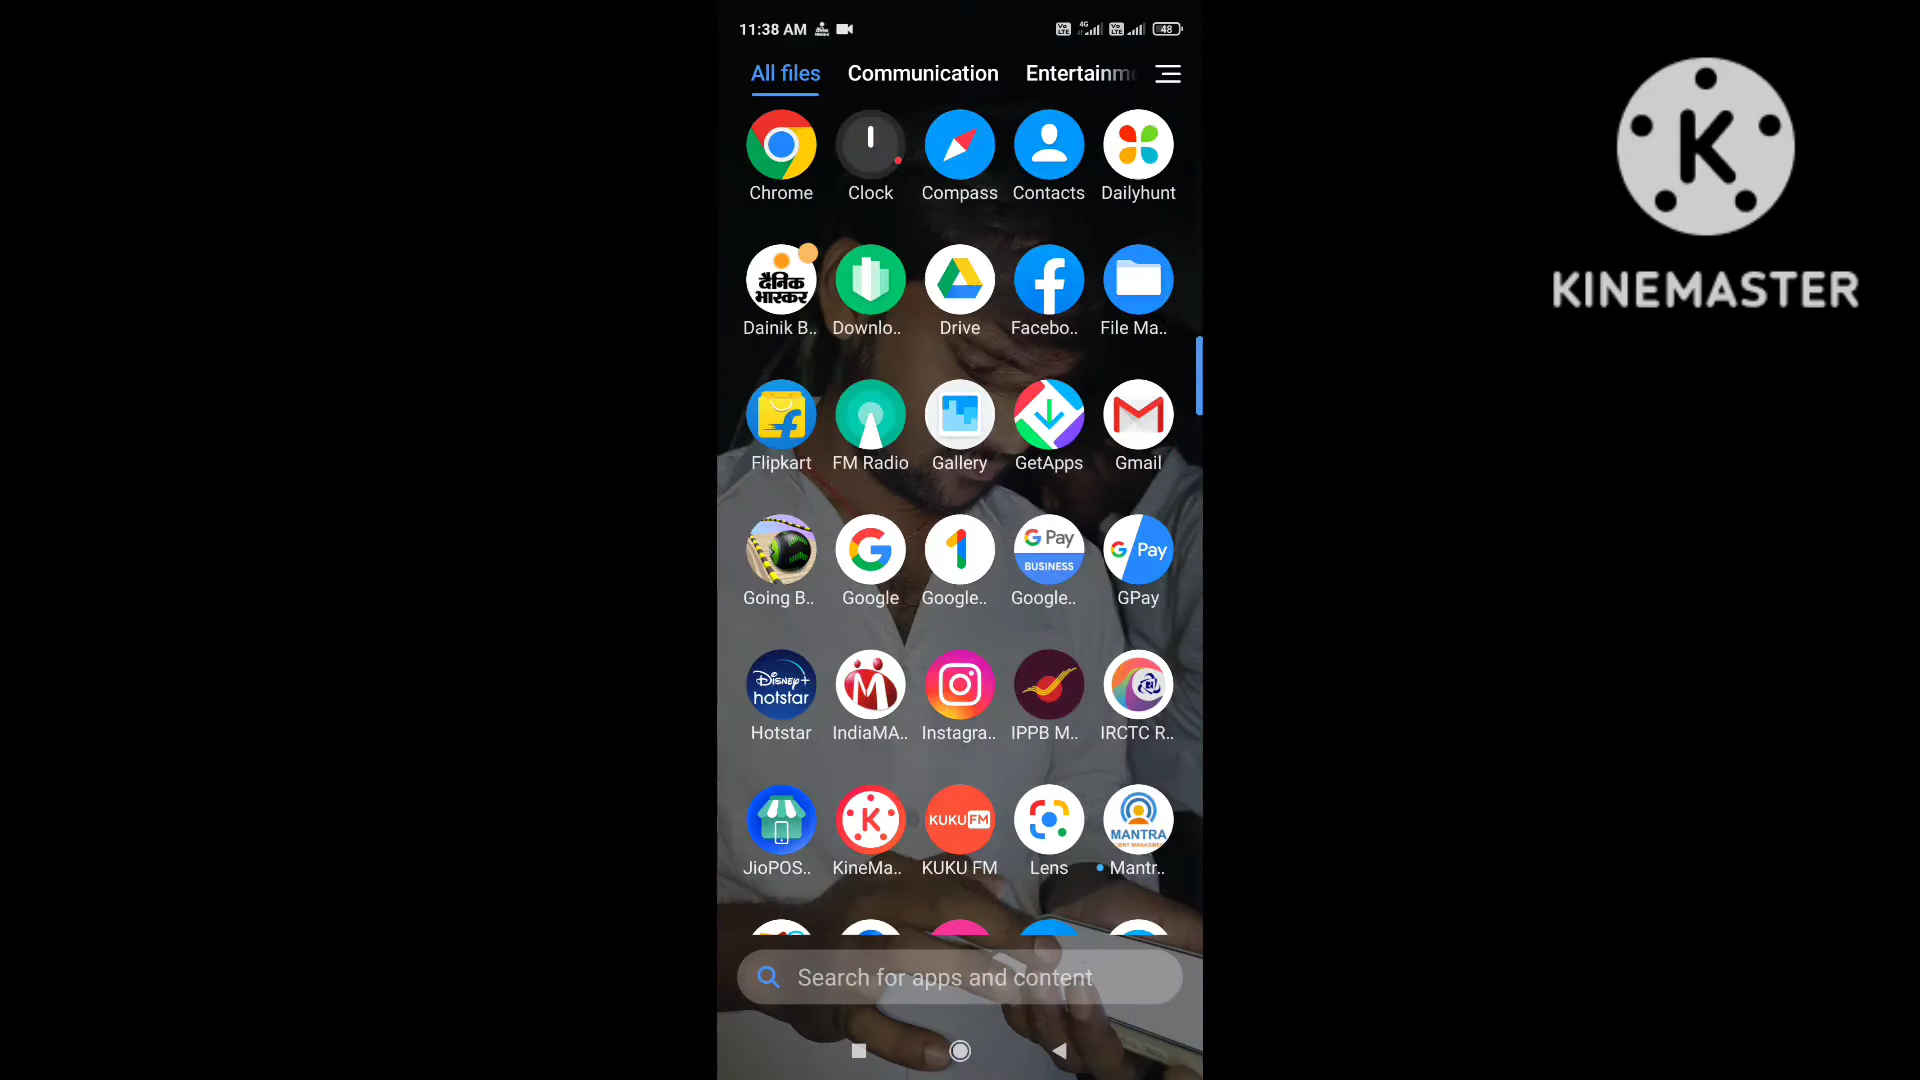 11:38 AM 4G 48
All files Communication Entertainm
K
KINEMASTER
Chrome Clock Compass Contacts Dailyhunt
दैनिक
भास्कर
Dainik B.. Downlo.. Drive Facebo.. File Ma..
Flipkart FM Radio Gallery GetApps Gmail
G Pay
BUSINESS
G Pay
Going B.. Google Google.. Google.. GPay
Disney+
hotstar
Hotstar IndiaMA.. Instagra.. IPPB M.. IRCTC R..
K
KUKU FM
MANTRA
JioPOS.. KineMa.. KUKU FM Lens Mantr..
Search for apps and content